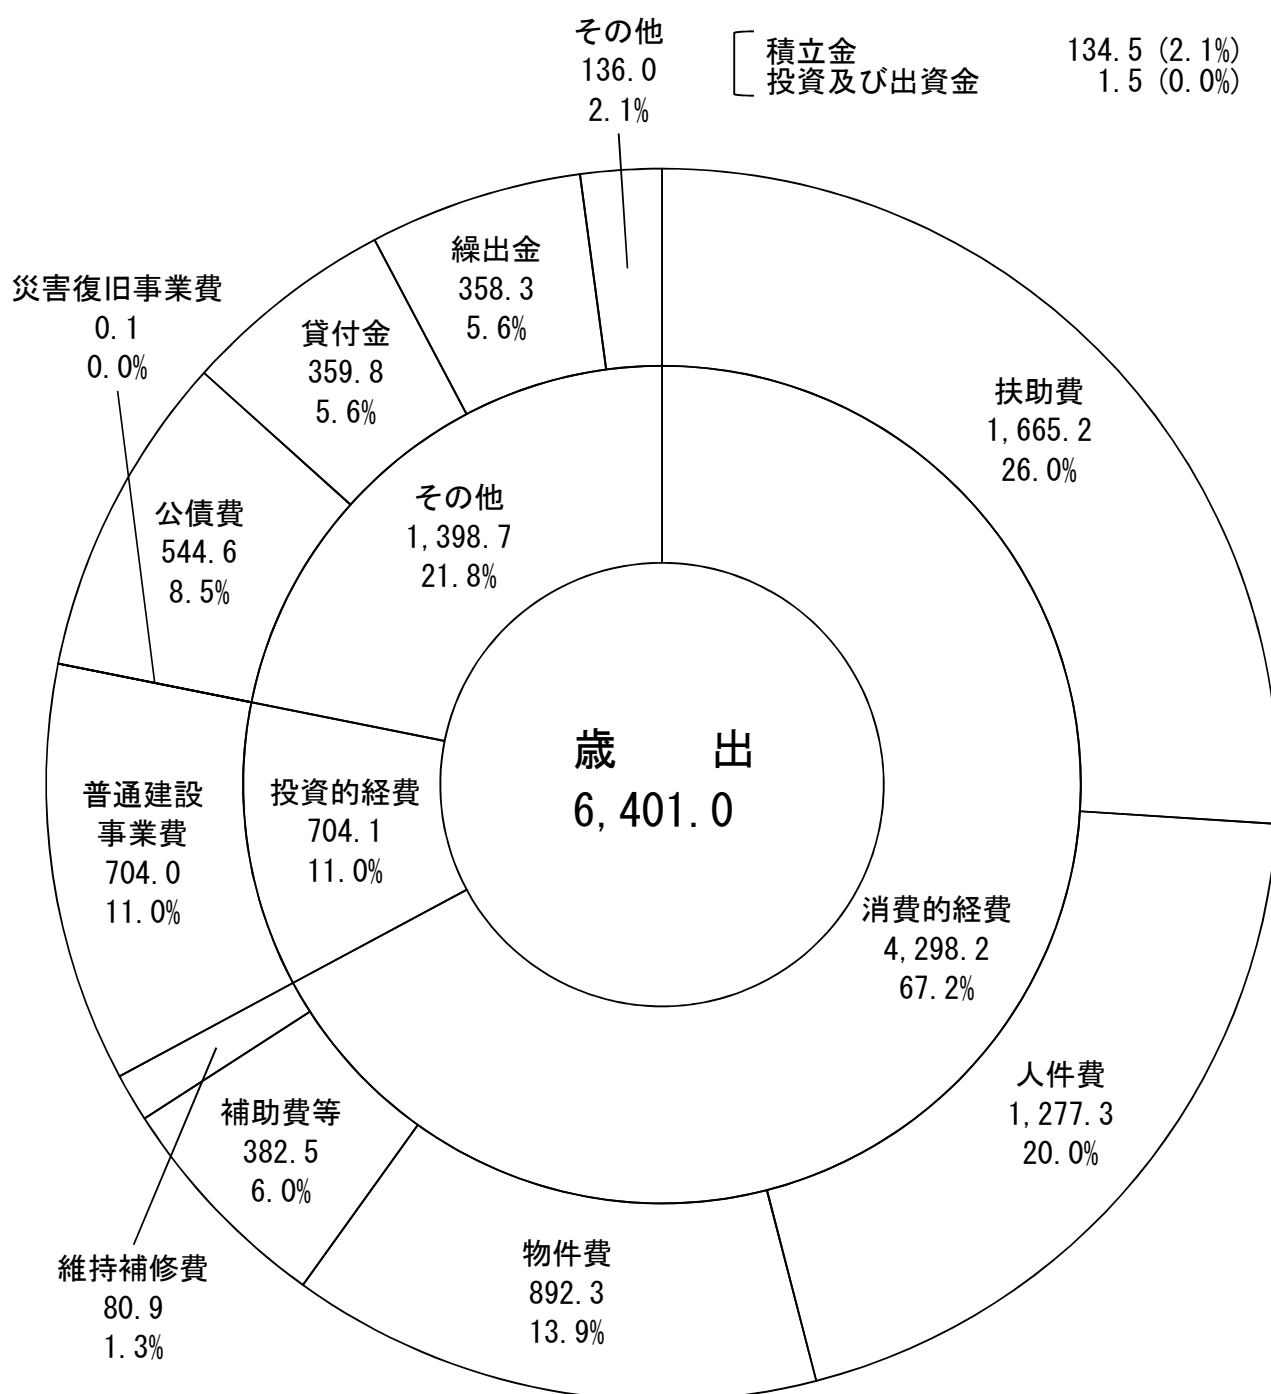 その他
136.0
2.1%
積立金 134.5 (2.1%)
投資及び出資金 1.5 (0.0%)
繰出金
358.3
5.6%
災害復旧事業費
0.1
0.0%
貸付金
359.8
5.6%
扶助費
1,665.2
26.0%
公債費
544.6
8.5%
その他
1,398.7
21.8%
歳 出
6,401.0
普通建設
事業費
704.0
11.0%
投資的経費
704.1
11.0%
消費的経費
4,298.2
67.2%
人件費
1,277.3
20.0%
補助費等
382.5
6.0%
物件費
892.3
13.9%
維持補修費
80.9
1.3%